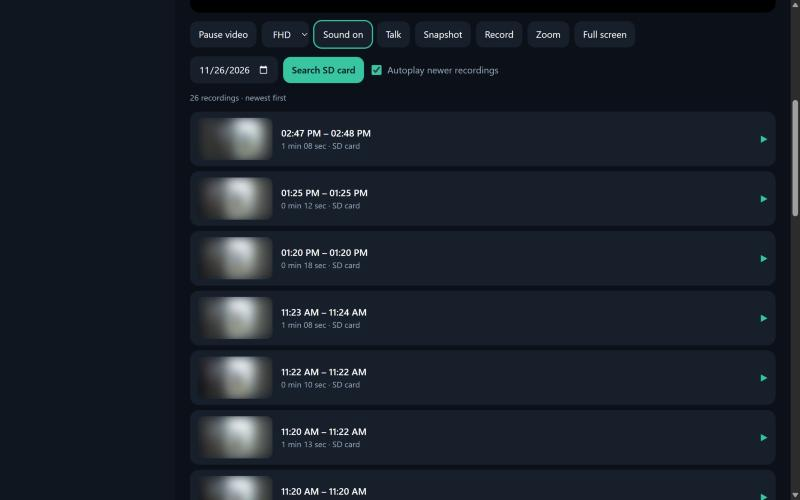 Pause video FHD Sound on Talk Snapshot Record Zoom Full screen
11/26/2026 Search SD card Autoplay newer recordings
26 recordings · newest first
02:47 PM – 02:48 PM
1 min 08 sec · SD card
01:25 PM – 01:25 PM
0 min 12 sec · SD card
01:20 PM – 01:20 PM
0 min 18 sec · SD card
11:23 AM – 11:24 AM
1 min 08 sec · SD card
11:22 AM – 11:22 AM
0 min 10 sec · SD card
11:20 AM – 11:22 AM
1 min 13 sec · SD card
11:20 AM – 11:20 AM